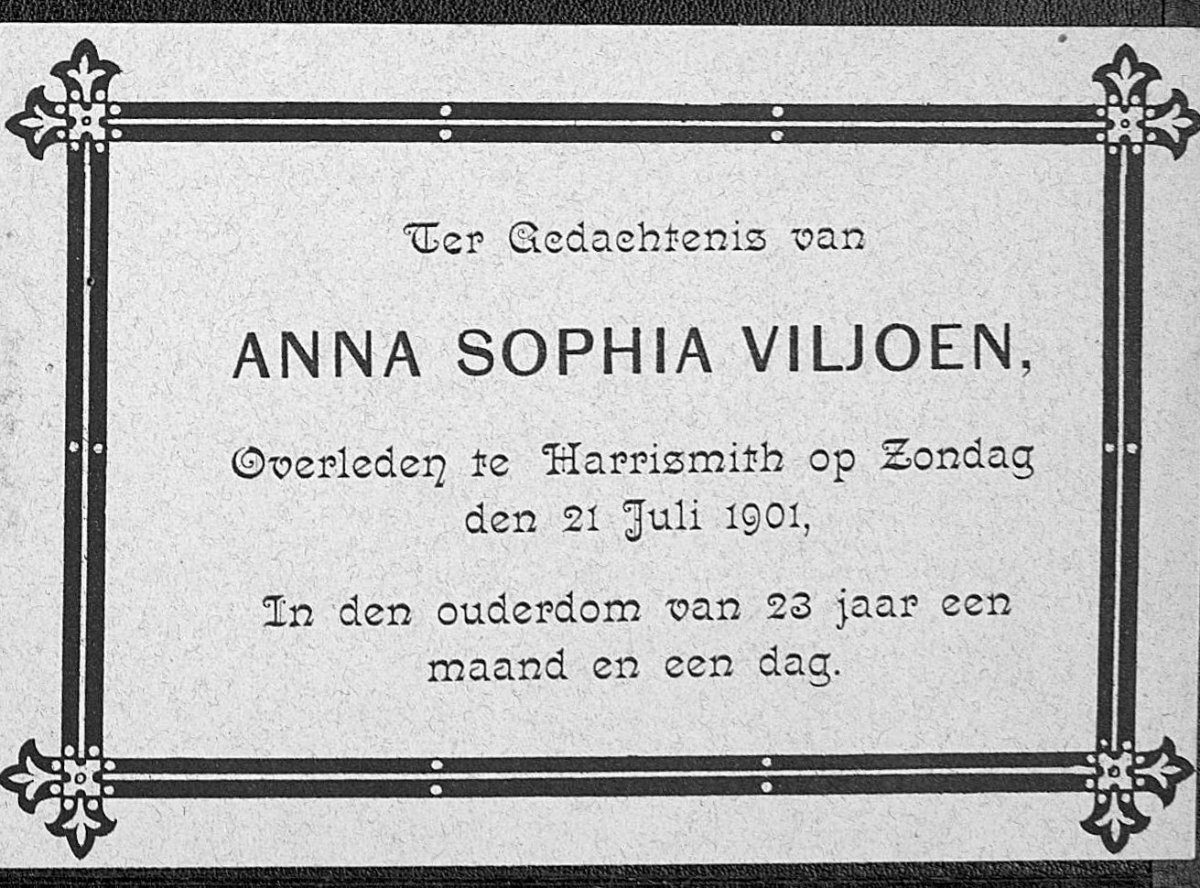 Ter Gedachtenis van
ANNA SOPHIA VILJOEN,
Overleden te Harrismith op Zondag
den 21 Juli 1901,
In den ouderdom van 23 jaar een
maand en een dag.